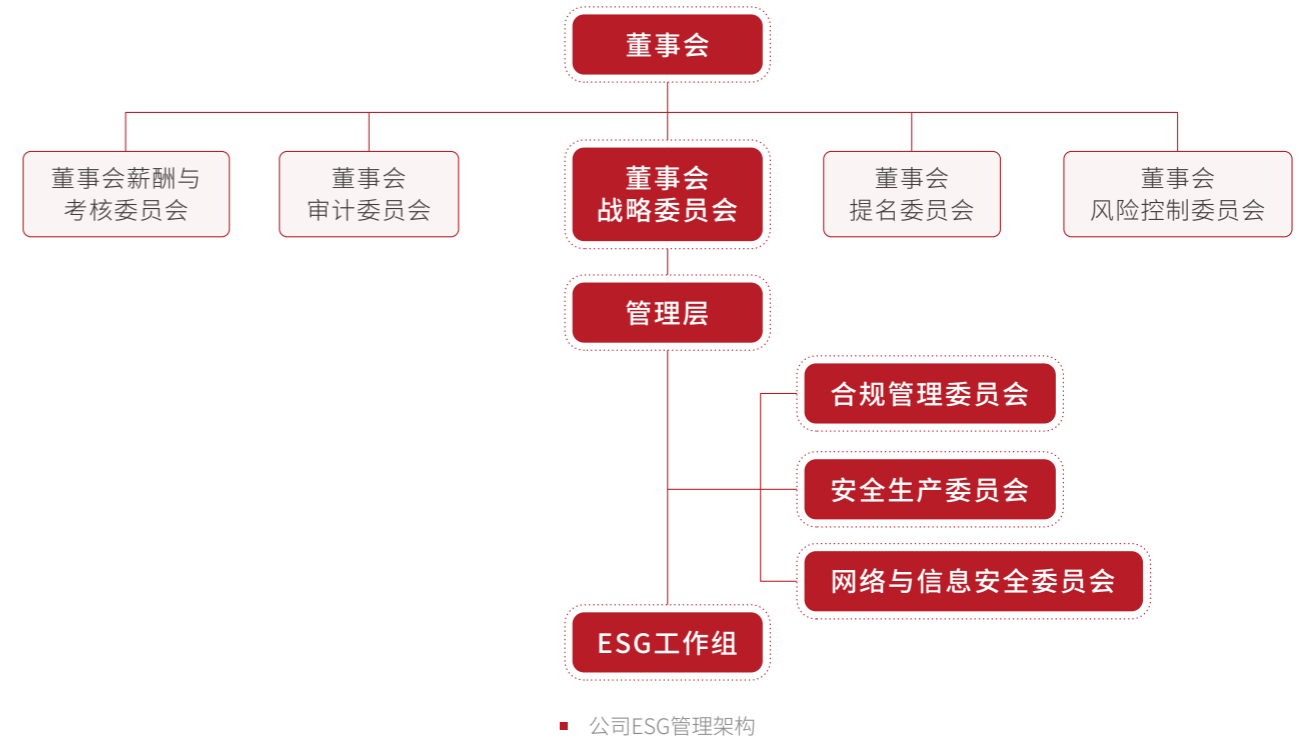 董事会
董事会薪酬与
考核委员会
董事会
审计委员会
董事会
战略委员会
董事会
提名委员会
董事会
风险控制委员会
管理层
合规管理委员会
安全生产委员会
网络与信息安全委员会
ESG工作组
公司ESG管理架构